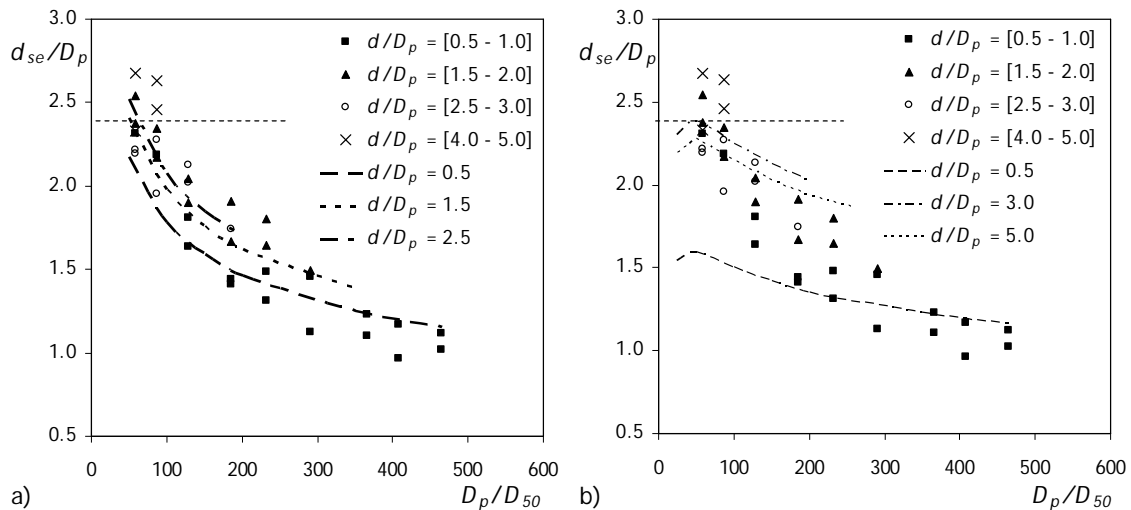 3.0
d_se/D_p
2.5
2.0
1.5
1.0
0.5
0 100 200 300 400 500 600
D_p/D_50
d/D_p = [0.5 - 1.0]
d/D_p = [1.5 - 2.0]
d/D_p = [2.5 - 3.0]
d/D_p = [4.0 - 5.0]
d/D_p = 0.5
d/D_p = 1.5
d/D_p = 2.5
a)
3.0
d_se/D_p
2.5
2.0
1.5
1.0
0.5
0 100 200 300 400 500 600
D_p/D_50
d/D_p = [0.5 - 1.0]
d/D_p = [1.5 - 2.0]
d/D_p = [2.5 - 3.0]
d/D_p = [4.0 - 5.0]
d/D_p = 0.5
d/D_p = 3.0
d/D_p = 5.0
b)